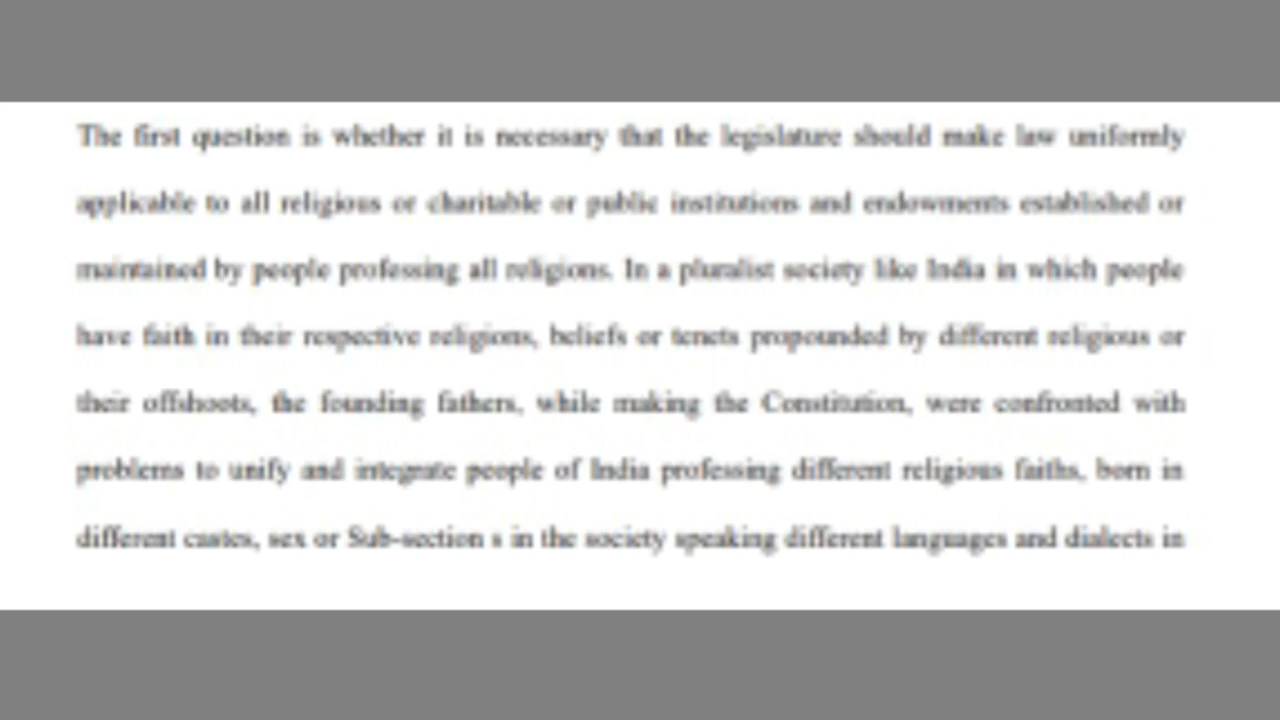 The first question is whether it is necessary that the legislature should make law uniformly
applicable to all religious or charitable or public institutions and endowments established or
maintained by people professing all religions. In a pluralist society like India in which people
have faith in their respective religions, beliefs or tenets propounded by different religious or
their offshoots, the founding fathers, while making the Constitution, were confronted with
problems to unify and integrate people of India professing different religious faiths, born in
different castes, sex or Sub-section s in the society speaking different languages and dialects in